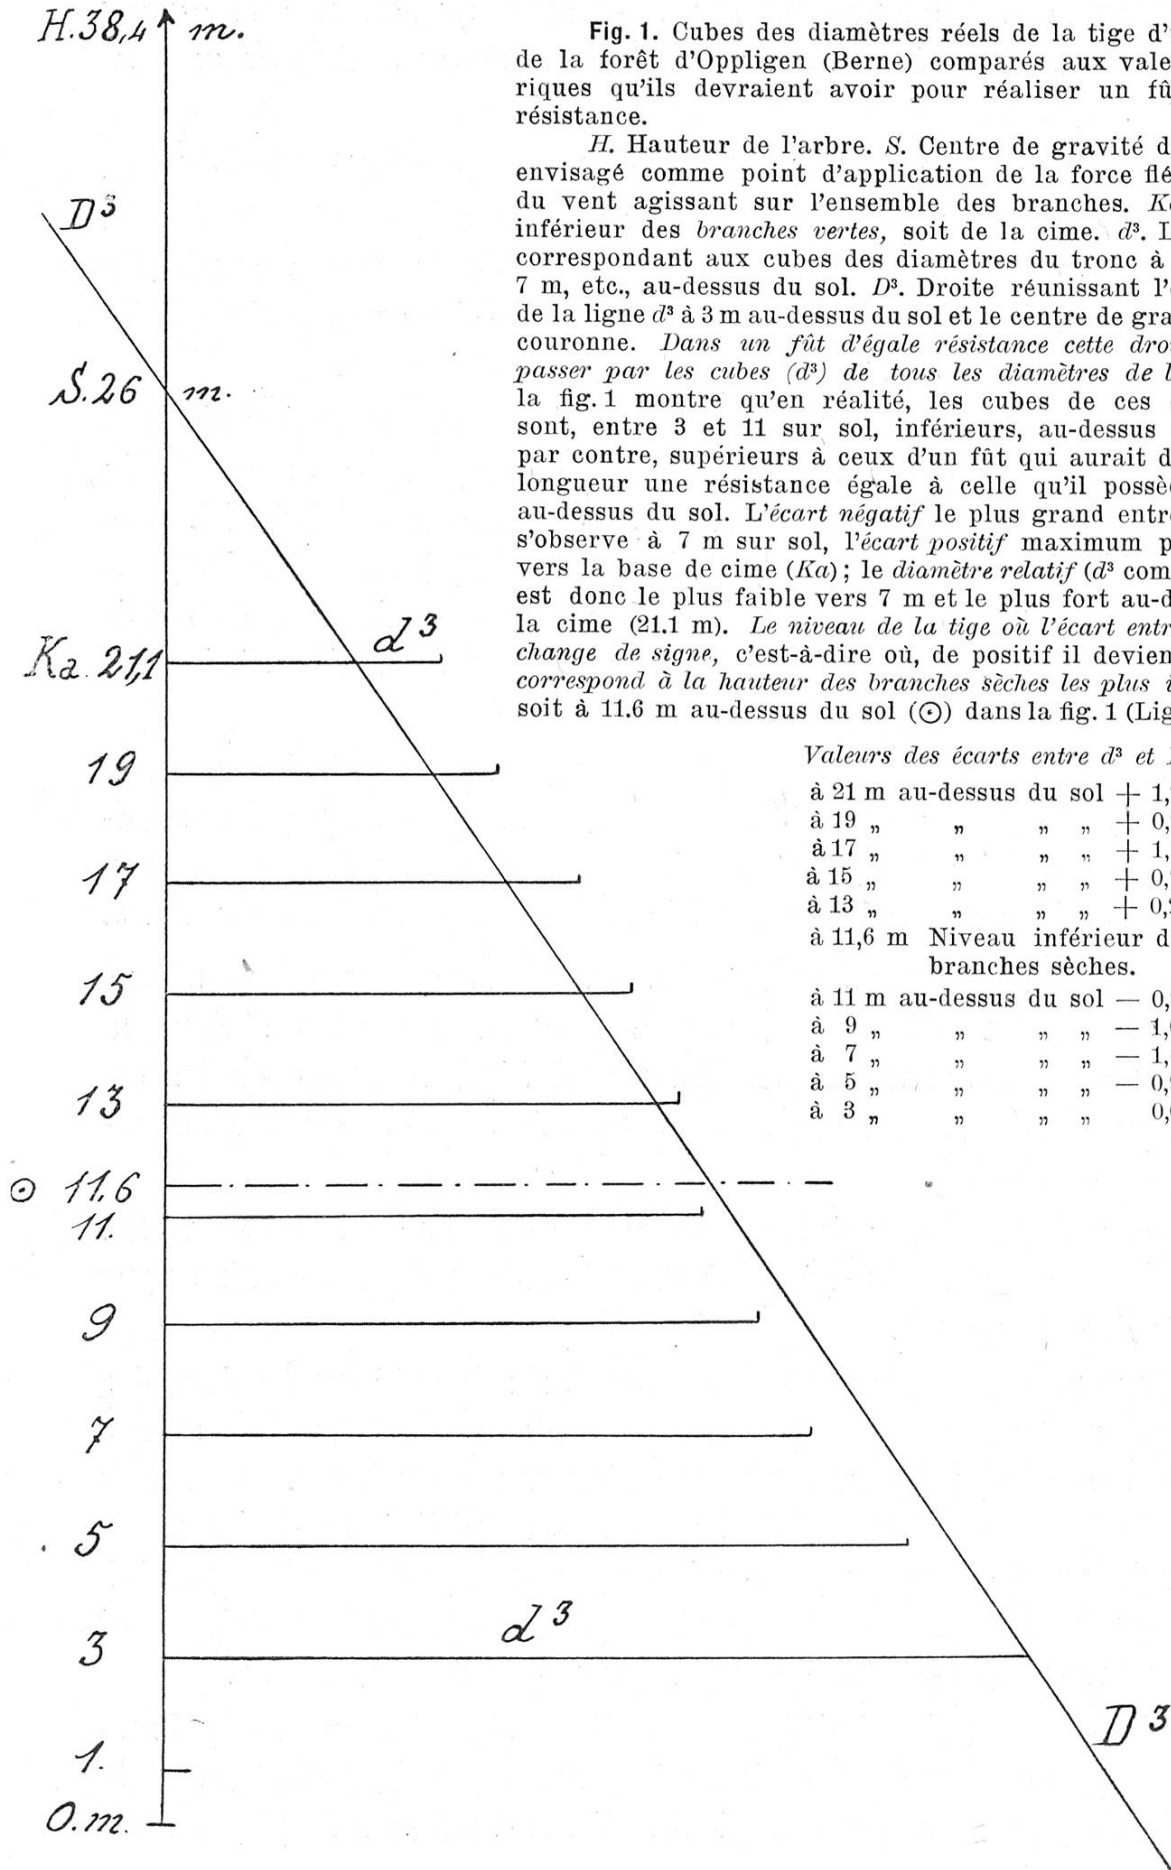 H. 38,4 m.
Fig. 1. Cubes des diamètres réels de la tige d'
de la forêt d'Oppligen (Berne) comparés aux vale
riques qu'ils devraient avoir pour réaliser un fû
résistance.
H. Hauteur de l'arbre. S. Centre de gravité d
envisagé comme point d'application de la force flé
du vent agissant sur l'ensemble des branches. K
inférieur des branches vertes, soit de la cime. d³. L
correspondant aux cubes des diamètres du tronc à
7 m, etc., au-dessus du sol. D³. Droite réunissant l'
de la ligne d³ à 3 m au-dessus du sol et le centre de gra
couronne. Dans un fût d'égale résistance cette dro
passer par les cubes (d³) de tous les diamètres de l
la fig. 1 montre qu'en réalité, les cubes de ces
sont, entre 3 et 11 sur sol, inférieurs, au-dessus
par contre, supérieurs à ceux d'un fût qui aurait d
longueur une résistance égale à celle qu'il possè
au-dessus du sol. L'écart négatif le plus grand entr
s'observe à 7 m sur sol, l'écart positif maximum p
vers la base de cime (Ka); le diamètre relatif (d³ com
est donc le plus faible vers 7 m et le plus fort au-d
la cime (21.1 m). Le niveau de la tige où l'écart entr
change de signe, c'est-à-dire où, de positif il devien
correspond à la hauteur des branches sèches les plus i
soit à 11.6 m au-dessus du sol (⊙) dans la fig. 1 (Lig
Valeurs des écarts entre d³ et
à 21 m au-dessus du sol + 1,
à 19 „ „ „ „ + 0,
à 17 „ „ „ „ + 1,
à 15 „ „ „ „ + 0,
à 13 „ „ „ „ + 0,
à 11,6 m Niveau inférieur d
branches sèches.
à 11 m au-dessus du sol — 0,
à 9 „ „ „ „ — 1,
à 7 „ „ „ „ — 1,
à 5 „ „ „ „ — 0,
à 3 „ „ „ „ 0,
D³
S. 26 m.
d³
Ka. 21,1
19
17
15
13
⊙ 11.6
11.
9
7
5
d³
3
D³
1.
0. m.